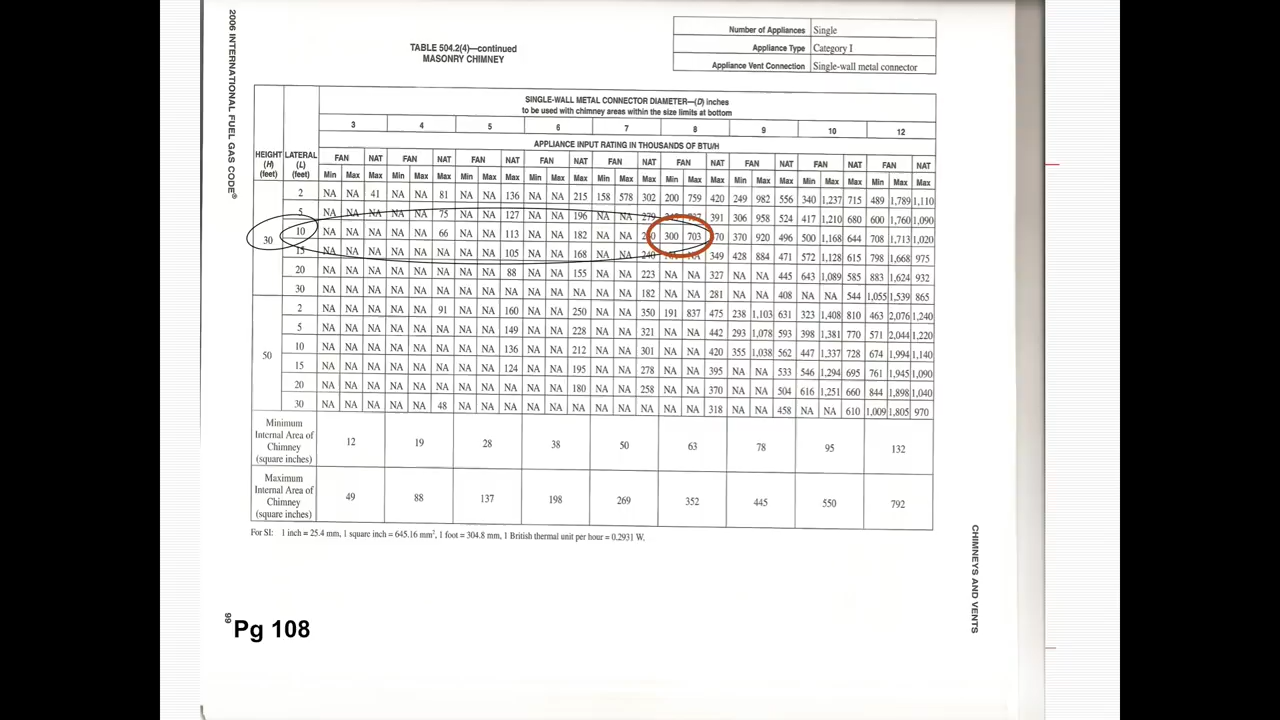 2006 INTERNATIONAL FUEL GAS CODE®
TABLE 504.2(4)—continued
MASONRY CHIMNEY
Number of Appliances Single
Appliance Type Category I
Appliance Vent Connection Single-wall metal connector
SINGLE-WALL METAL CONNECTOR DIAMETER—(D) inches
to be used with chimney areas within the size limits at bottom
3 4 5 6 7 8 9 10 12
APPLIANCE INPUT RATING IN THOUSANDS OF BTU/H
HEIGHT (H) (feet) LATERAL (L) (feet) FAN NAT FAN NAT FAN NAT FAN NAT FAN NAT FAN NAT FAN NAT FAN NAT FAN NAT
Min Max Max Min Max Max Min Max Max Min Max Max Min Max Max Min Max Max Min Max Max Min Max Max Min Max Max
30
2 NA NA 41 NA NA 81 NA NA 136 NA NA 215 158 578 302 200 759 420 249 982 556 340 1,237 715 489 1,789 1,110
5 NA NA NA NA NA 75 NA NA 127 NA NA 196 NA NA 279 391 306 958 524 417 1,210 680 600 1,760 1,090
10 NA NA NA NA NA 66 NA NA 113 NA NA 182 NA NA 300 703 370 920 496 500 1,168 644 708 1,713 1,020
15 NA NA NA NA NA NA NA NA 105 NA NA 168 NA NA 240 NA NA 349 428 884 471 572 1,128 615 798 1,668 975
20 NA NA NA NA NA NA NA NA 88 NA NA 155 NA NA 223 NA NA 327 NA NA 445 643 1,089 585 883 1,624 932
30 NA NA NA NA NA NA NA NA NA NA NA NA NA NA 182 NA NA 281 NA NA 408 NA NA 544 1,055 1,539 865
50
2 NA NA NA NA NA 91 NA NA 160 NA NA 250 NA NA 350 191 837 475 238 1,103 631 323 1,408 810 463 2,076 1,240
5 NA NA NA NA NA NA NA NA 149 NA NA 228 NA NA 321 NA NA 442 293 1,078 593 398 1,381 770 571 2,044 1,220
10 NA NA NA NA NA NA NA NA 136 NA NA 212 NA NA 301 NA NA 420 355 1,038 562 447 1,337 728 674 1,994 1,140
15 NA NA NA NA NA NA NA NA 124 NA NA 195 NA NA 278 NA NA 395 NA NA 533 546 1,294 695 761 1,945 1,090
20 NA NA NA NA NA NA NA NA NA NA NA 180 NA NA 258 NA NA 370 NA NA 504 616 1,251 660 844 1,898 1,040
30 NA NA NA NA NA 48 NA NA NA NA NA NA NA NA NA NA NA 318 NA NA 458 NA NA 610 1,009 1,805 970
Minimum
Internal Area of
Chimney
(square inches)
12 19 28 38 50 63 78 95 132
Maximum
Internal Area of
Chimney
(square inches)
49 88 137 198 269 352 445 550 792
For SI: 1 inch = 25.4 mm, 1 square inch = 645.16 mm², 1 foot = 304.8 mm, 1 British thermal unit per hour = 0.2931 W.
CHIMNEYS AND VENTS
99
Pg 108